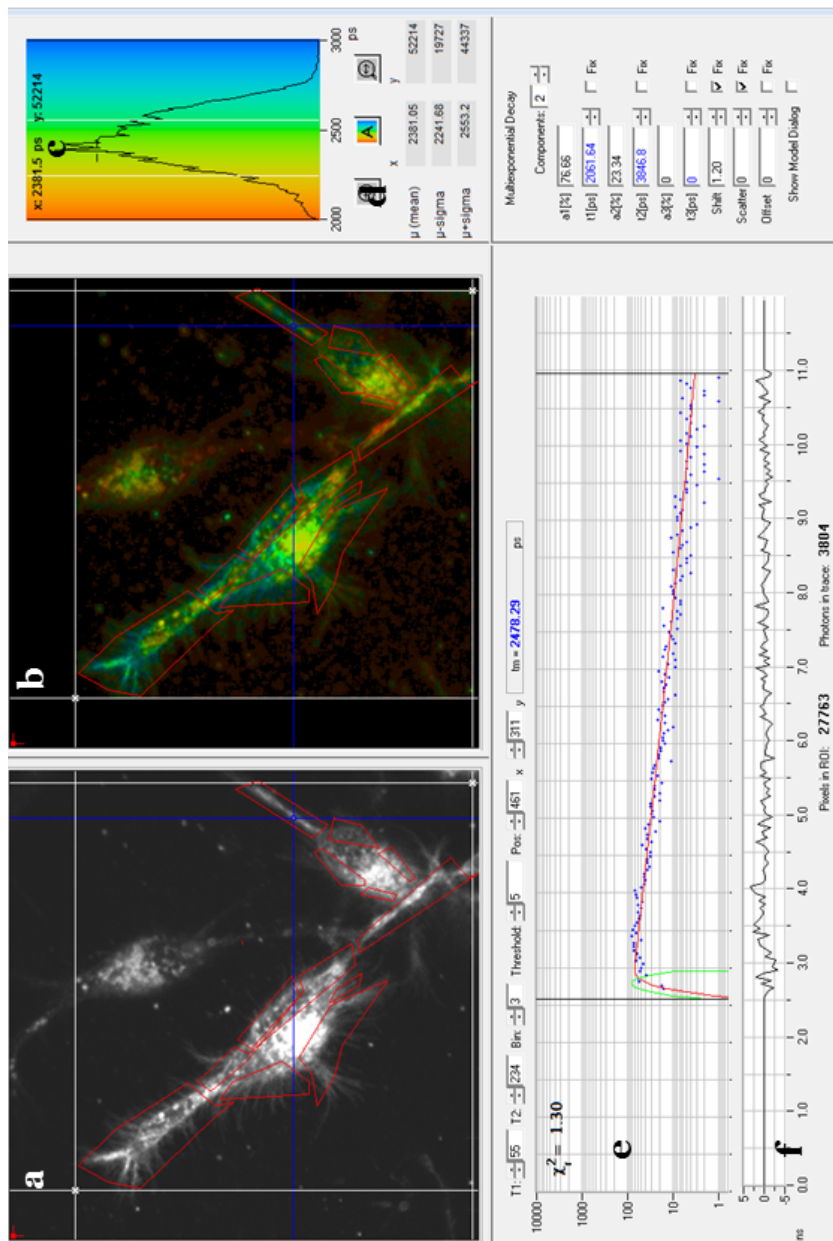 a
b
x: 2381.5 ps y: 52214
c
2000 2500 3000 ps
A
d
x y
µ (mean) 2381.05 52214
µ-sigma 2241.68 19727
µ+sigma 2553.2 44337
T1: 55 T2: 234 Bin: 3 Threshold: 5 Pos: 461 x 311 y tm = 2478.29 ps
χr² = 1.30
e
10000
1000
100
10
1
f
5
0
-5
ns 0.0 1.0 2.0 3.0 4.0 5.0 6.0 7.0 8.0 9.0 10.0 11.0
Pixels in ROI: 27763 Photons in trace: 3804
Multiexponential Decay
Components: 2
a1[%] 76.66
t1[ps] 2061.64 Fix
a2[%] 23.34
t2[ps] 3846.8 Fix
a3[%] 0
t3[ps] 0 Fix
Shift 1.20 Fix
Scatter 0 Fix
Offset 0 Fix
Show Model Dialog